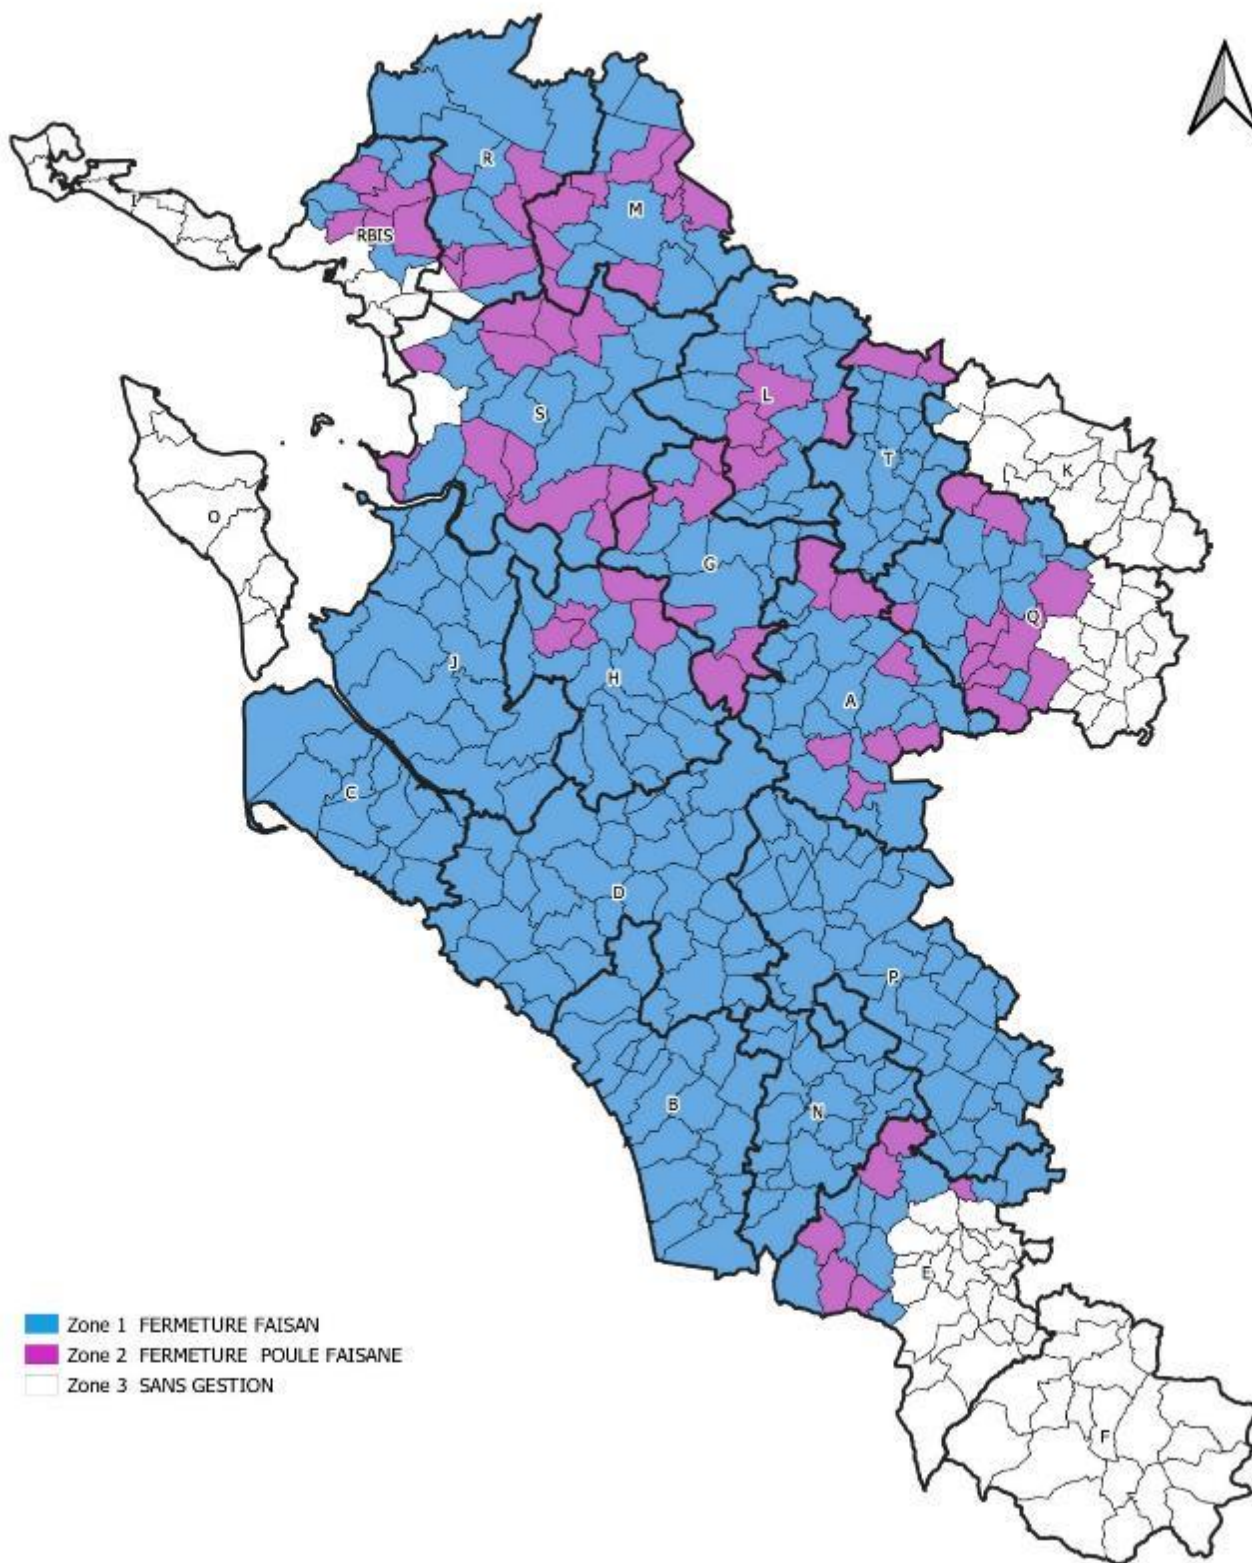 R
M
RBIS
L
S
T
K
O
G
Q
J
H
A
C
D
P
B
N
E
F
Zone 1 FERMETURE FAISAN
Zone 2 FERMETURE POULE FAISANE
Zone 3 SANS GESTION